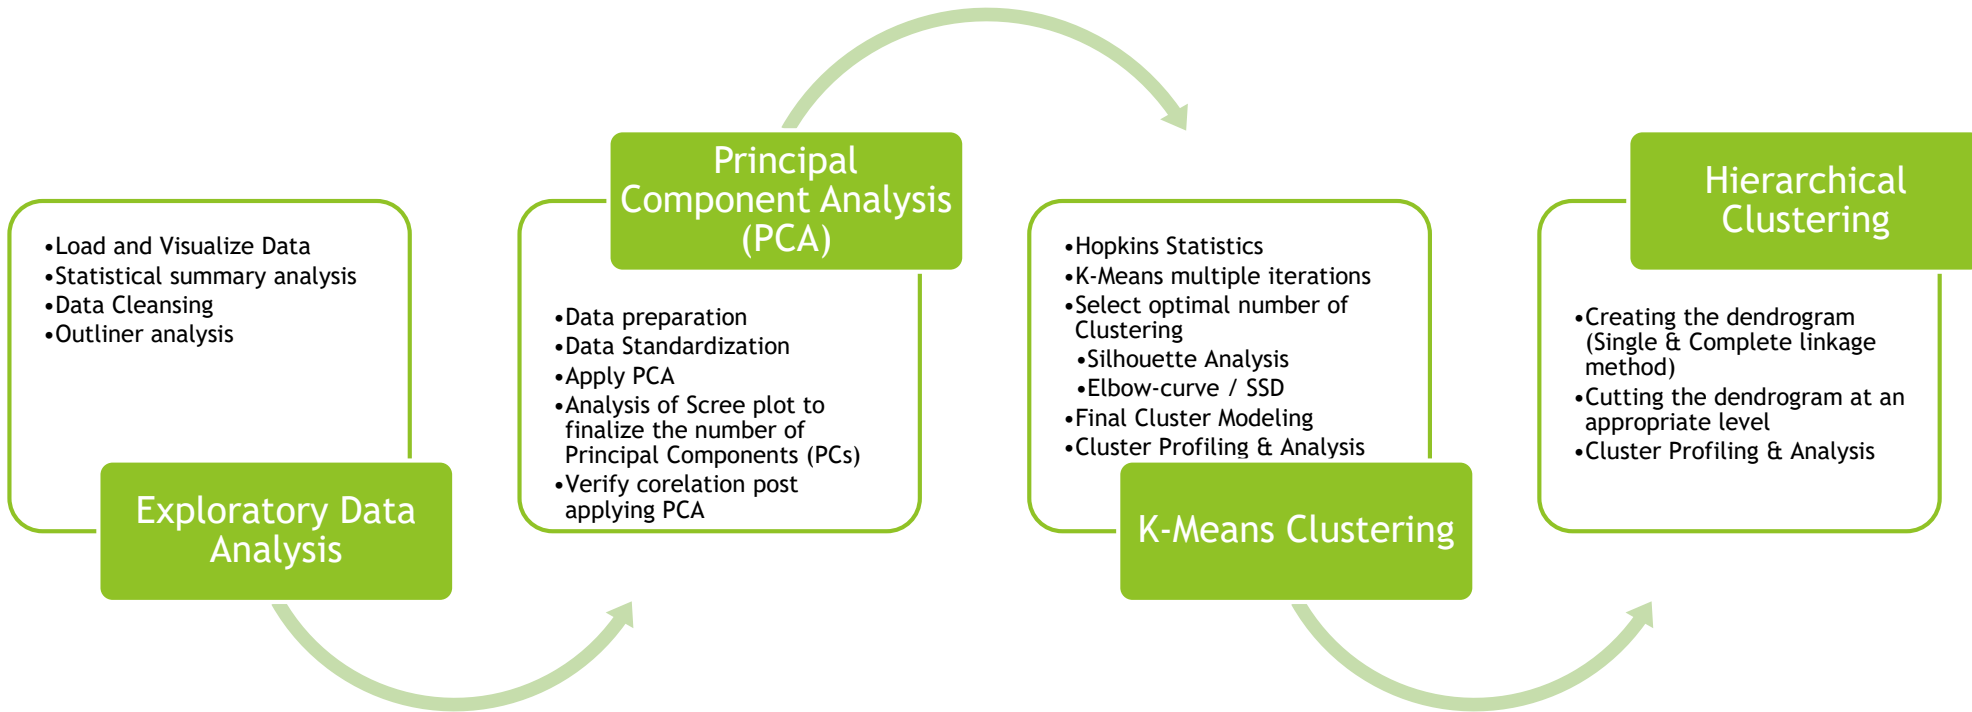 •Load and Visualize Data
•Statistical summary analysis
•Data Cleansing
•Outliner analysis
Exploratory Data
Analysis
Principal
Component Analysis
(PCA)
•Data preparation
•Data Standardization
•Apply PCA
•Analysis of Scree plot to
finalize the number of
Principal Components (PCs)
•Verify corelation post
applying PCA
•Hopkins Statistics
•K-Means multiple iterations
•Select optimal number of
Clustering
•Silhouette Analysis
•Elbow-curve / SSD
•Final Cluster Modeling
•Cluster Profiling & Analysis
K-Means Clustering
Hierarchical
Clustering
•Creating the dendrogram
(Single & Complete linkage
method)
•Cutting the dendrogram at an
appropriate level
•Cluster Profiling & Analysis